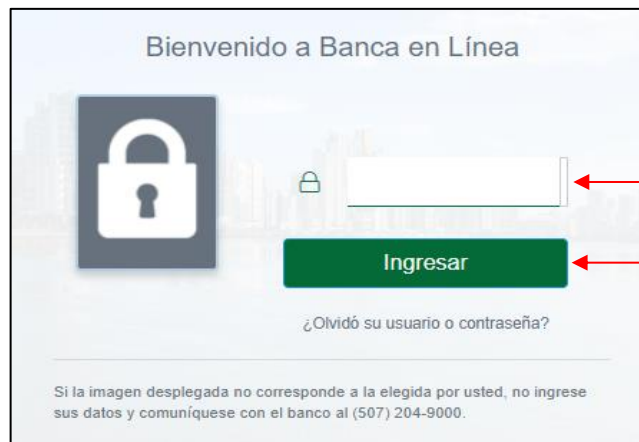 Bienvenido a Banca en Línea
Ingresar
¿Olvidó su usuario o contraseña?
Si la imagen desplegada no corresponde a la elegida por usted, no ingrese
sus datos y comuníquese con el banco al (507) 204-9000.